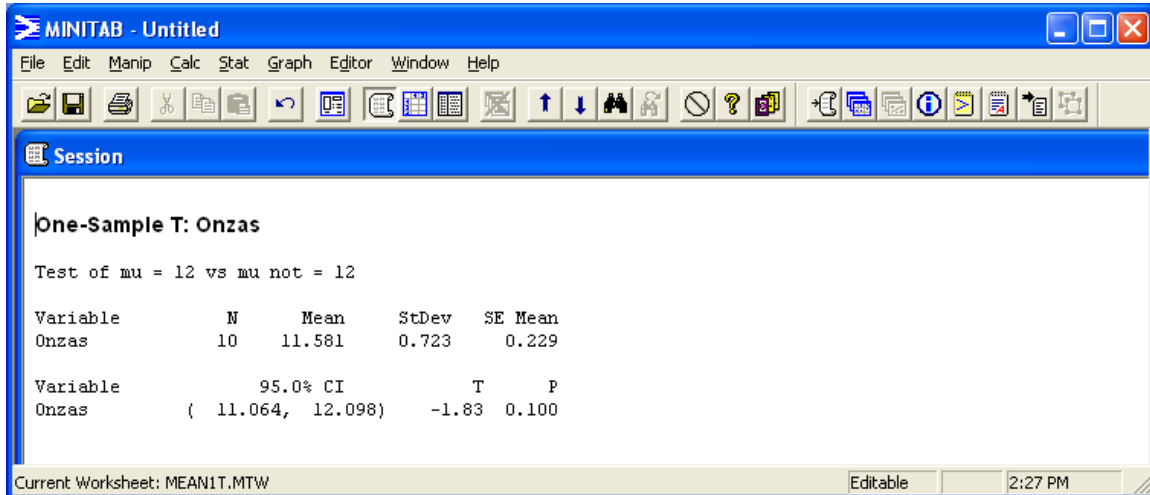 MINITAB - Untitled
File Edit Manip Calc Stat Graph Editor Window Help
Session
One-Sample T: Onzas
Test of mu = 12 vs mu not = 12
Variable N Mean StDev SE Mean
Onzas 10 11.581 0.723 0.229
Variable 95.0% CI T P
Onzas ( 11.064, 12.098) -1.83 0.100
Current Worksheet: MEAN1T.MTW Editable 2:27 PM